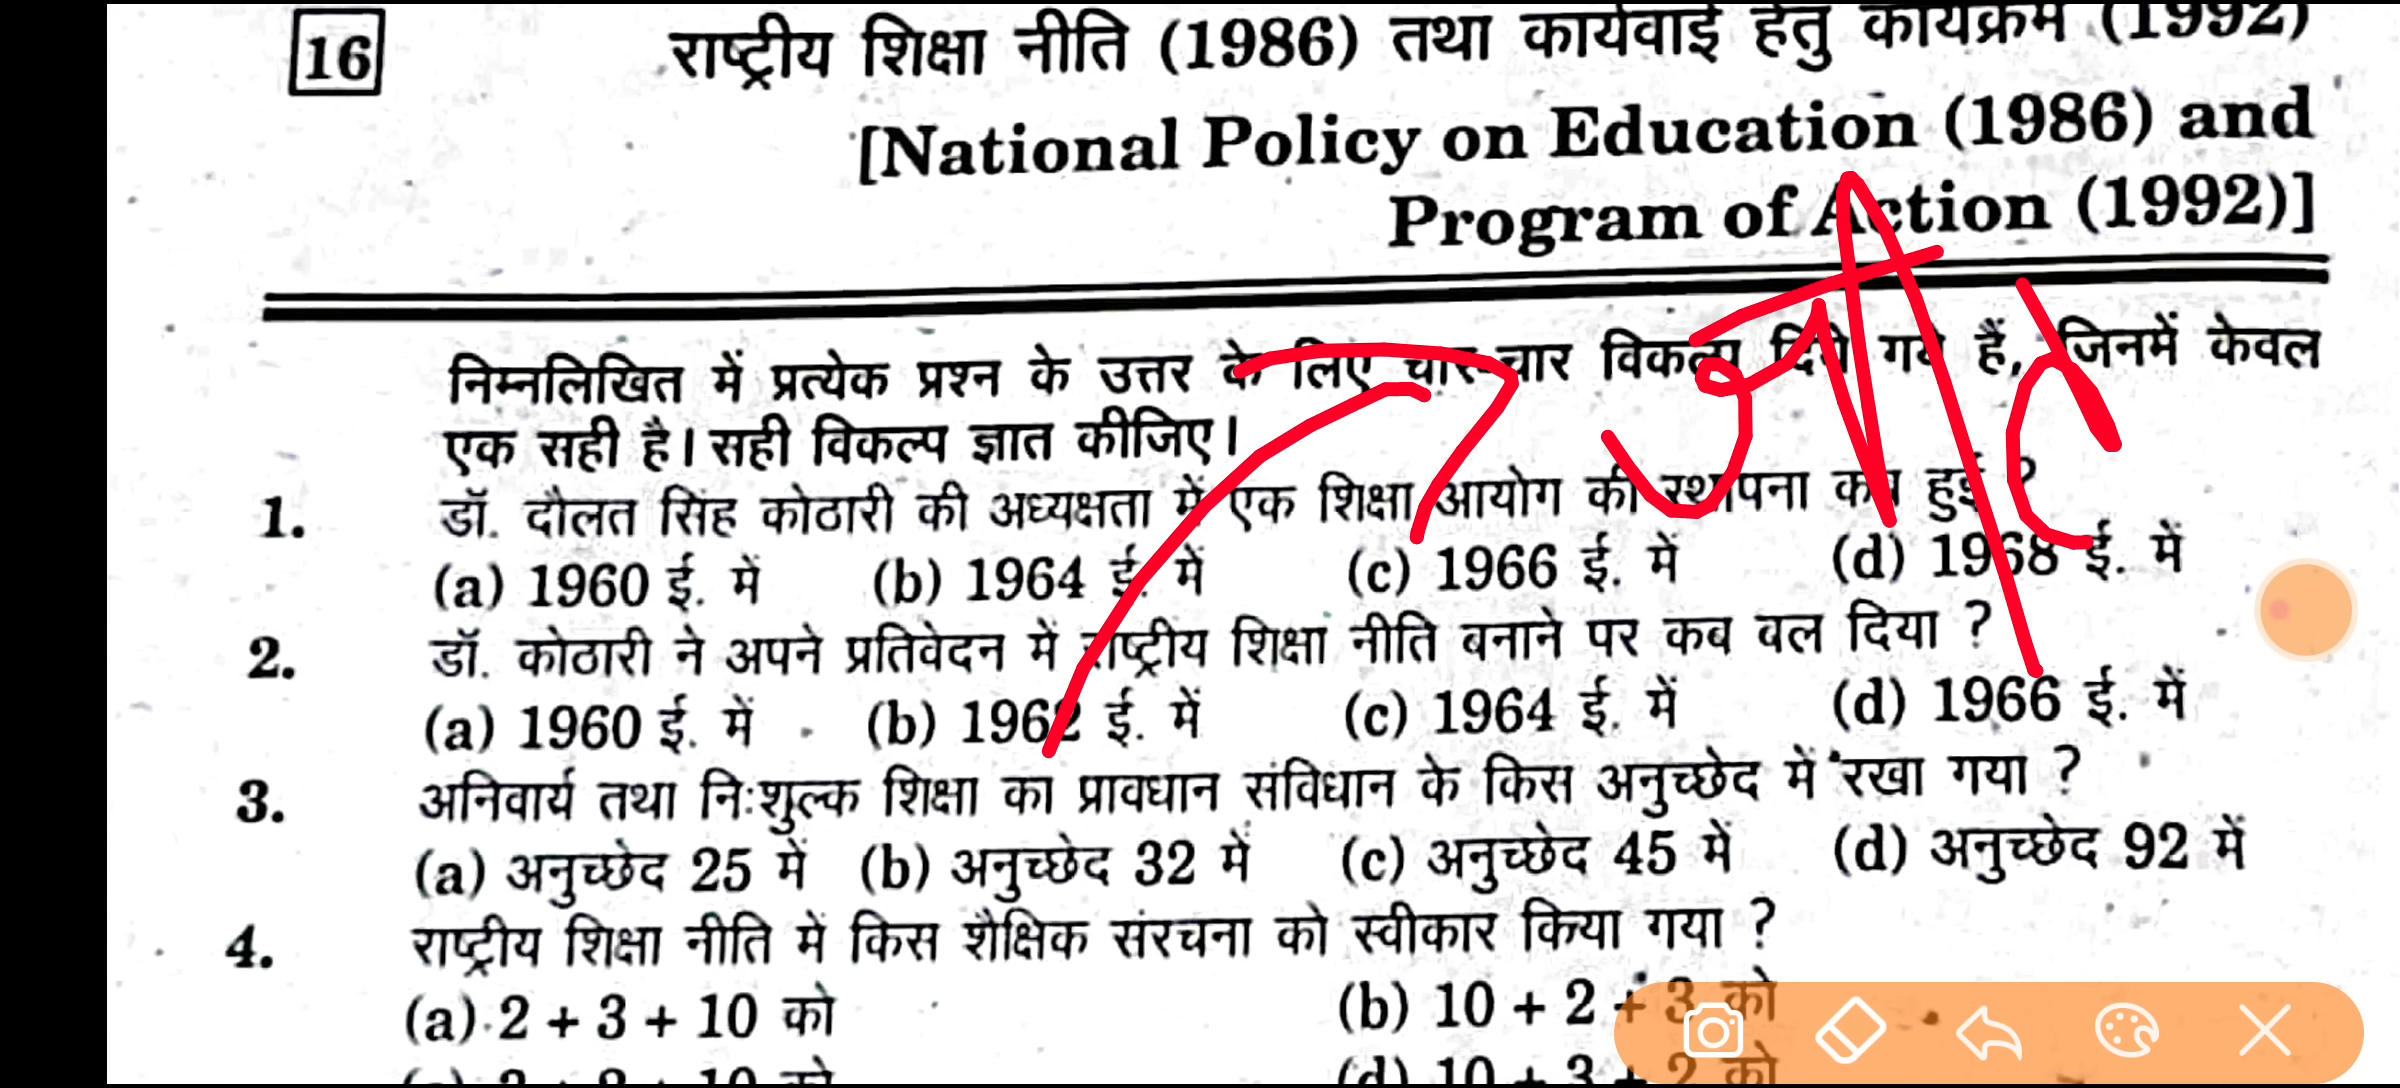 16
राष्ट्रीय शिक्षा नीति (1986) तथा कार्यवाई हेतु कार्यक्रम (1992)
[National Policy on Education (1986) and
Program of Action (1992)]
निम्नलिखित में प्रत्येक प्रश्न के उत्तर के लिए चार-चार विकल्प दिये गये हैं, जिनमें केवल
एक सही है। सही विकल्प ज्ञात कीजिए।
1. डॉ. दौलत सिंह कोठारी की अध्यक्षता में एक शिक्षा आयोग की स्थापना कब हुई ?
(a) 1960 ई. में (b) 1964 ई. में (c) 1966 ई. में (d) 1968 ई. में
2. डॉ. कोठारी ने अपने प्रतिवेदन में राष्ट्रीय शिक्षा नीति बनाने पर कब बल दिया ?
(a) 1960 ई. में (b) 1962 ई. में (c) 1964 ई. में (d) 1966 ई. में
3. अनिवार्य तथा निःशुल्क शिक्षा का प्रावधान संविधान के किस अनुच्छेद में रखा गया ?
(a) अनुच्छेद 25 में (b) अनुच्छेद 32 में (c) अनुच्छेद 45 में (d) अनुच्छेद 92 में
4. राष्ट्रीय शिक्षा नीति में किस शैक्षिक संरचना को स्वीकार किया गया ?
(a) 2 + 3 + 10 को (b) 10 + 2 + 3 को
(d) 10 + 3 + 2 को